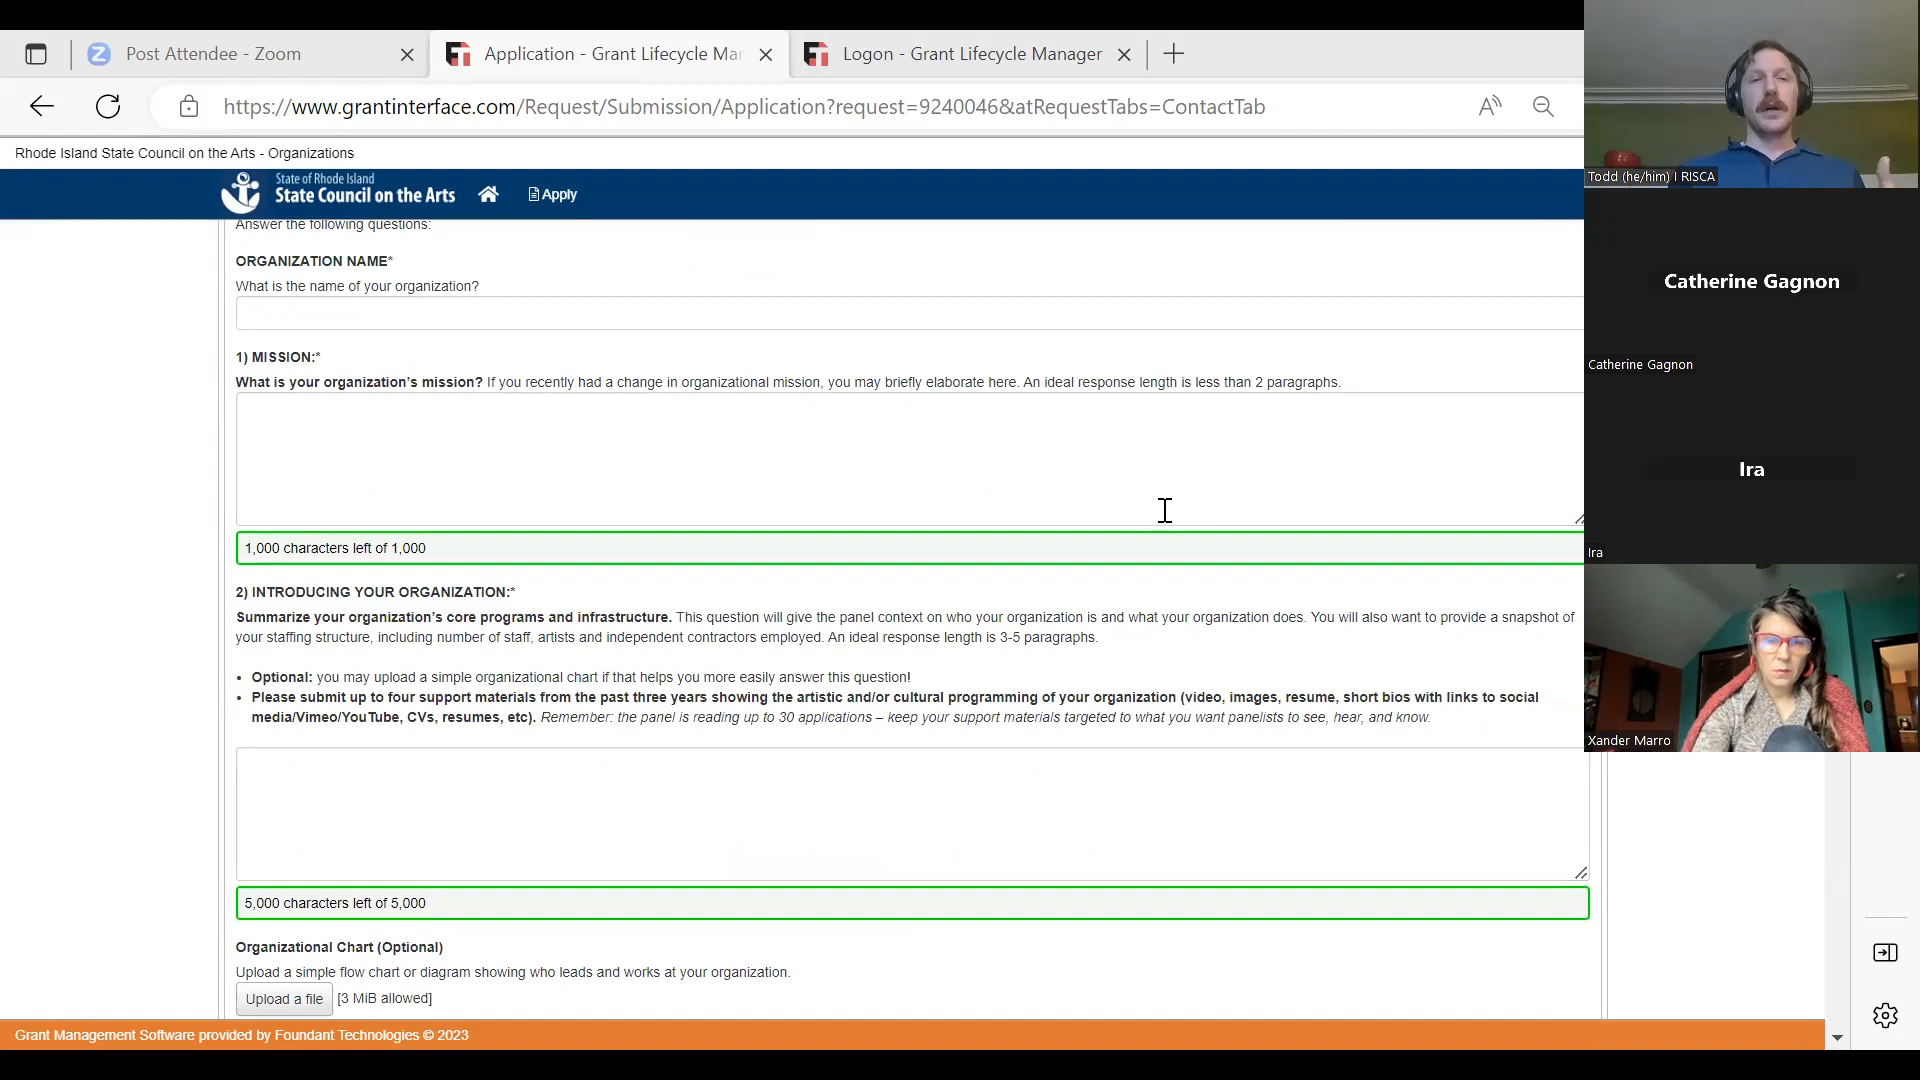 Post Attendee - Zoom
Application - Grant Lifecycle Mar
Logon - Grant Lifecycle Manager
https://www.grantinterface.com/Request/Submission/Application?request=9240046&atRequestTabs=ContactTab
Rhode Island State Council on the Arts - Organizations
State of Rhode Island
State Council on the Arts
Apply
Answer the following questions:
ORGANIZATION NAME*
What is the name of your organization?
1) MISSION:*
What is your organization's mission? If you recently had a change in organizational mission, you may briefly elaborate here. An ideal response length is less than 2 paragraphs.
1,000 characters left of 1,000
2) INTRODUCING YOUR ORGANIZATION:*
Summarize your organization's core programs and infrastructure. This question will give the panel context on who your organization is and what your organization does. You will also want to provide a snapshot of
your staffing structure, including number of staff, artists and independent contractors employed. An ideal response length is 3-5 paragraphs.
• Optional: you may upload a simple organizational chart if that helps you more easily answer this question!
• Please submit up to four support materials from the past three years showing the artistic and/or cultural programming of your organization (video, images, resume, short bios with links to social
media/Vimeo/YouTube, CVs, resumes, etc). Remember: the panel is reading up to 30 applications – keep your support materials targeted to what you want panelists to see, hear, and know.
5,000 characters left of 5,000
Organizational Chart (Optional)
Upload a simple flow chart or diagram showing who leads and works at your organization.
Upload a file [3 MiB allowed]
Grant Management Software provided by Foundant Technologies © 2023
Todd (he/him) I RISCA
Catherine Gagnon
Catherine Gagnon
Ira
Ira
Xander Marro